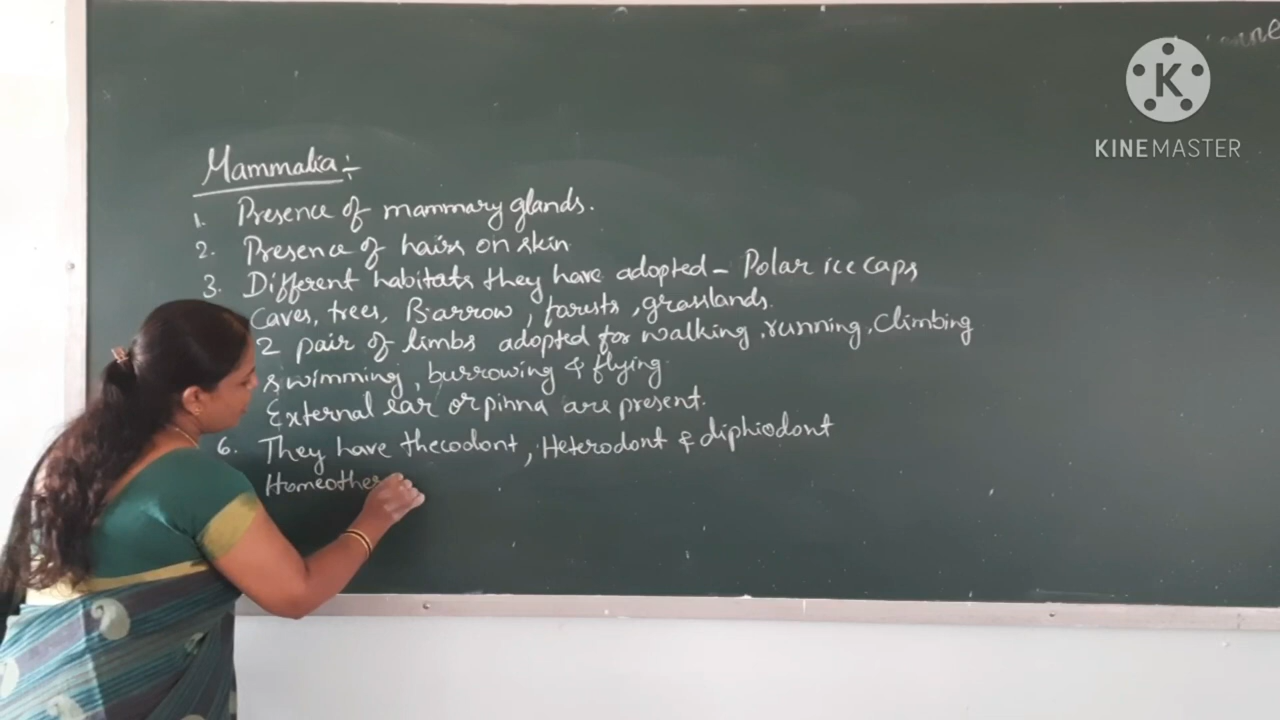 Mammalia :-
1. Presence of mammary glands.
2. Presence of hairs on skin
3. Different habitats they have adopted - Polar ice caps
Caves, trees, Barrow, forests, grasslands.
2 pair of limbs adopted for walking, running, Climbing
swimming, burrowing & flying.
External ear or pinna are present.
6. They have thecodont, Heterodont & diphiodont
Homeother
K
KINEMASTER